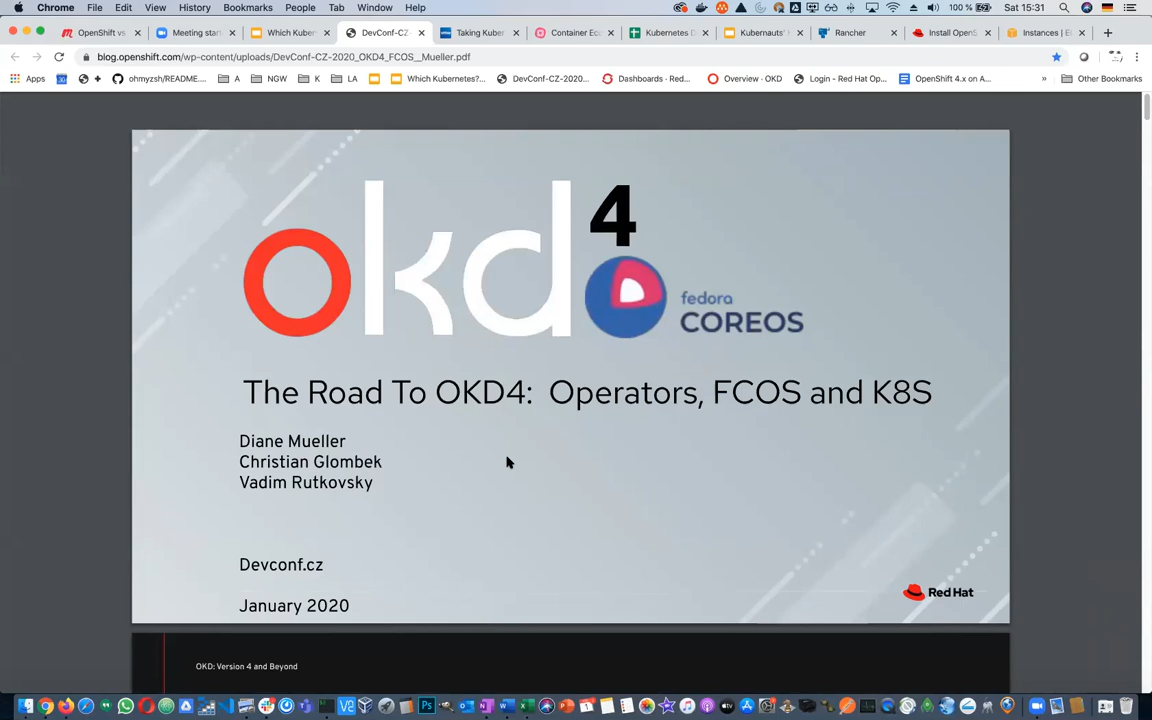 Chrome File Edit View History Bookmarks People Tab Window Help
100 % Sat 15:31
OpenShift vs
Meeting star
Which Kuber
DevConf-CZ-
Taking Kuber
Container Ec
Kubernetes D
Kubernauts'
Rancher
Install OpenS
Instances | E
blog.openshift.com/wp-content/uploads/DevConf-CZ-2020_OKD4_FCOS__Mueller.pdf
Apps
ohmyzsh/README....
A
NGW
K
LA
Which Kubernetes?...
DevConf-CZ-2020...
Dashboards · Red...
Overview · OKD
Login - Red Hat Op...
OpenShift 4.x on A...
»
Other Bookmarks
okd 4
fedora
COREOS
The Road To OKD4: Operators, FCOS and K8S
Diane Mueller
Christian Glombek
Vadim Rutkovsky
Devconf.cz
January 2020
Red Hat
OKD: Version 4 and Beyond